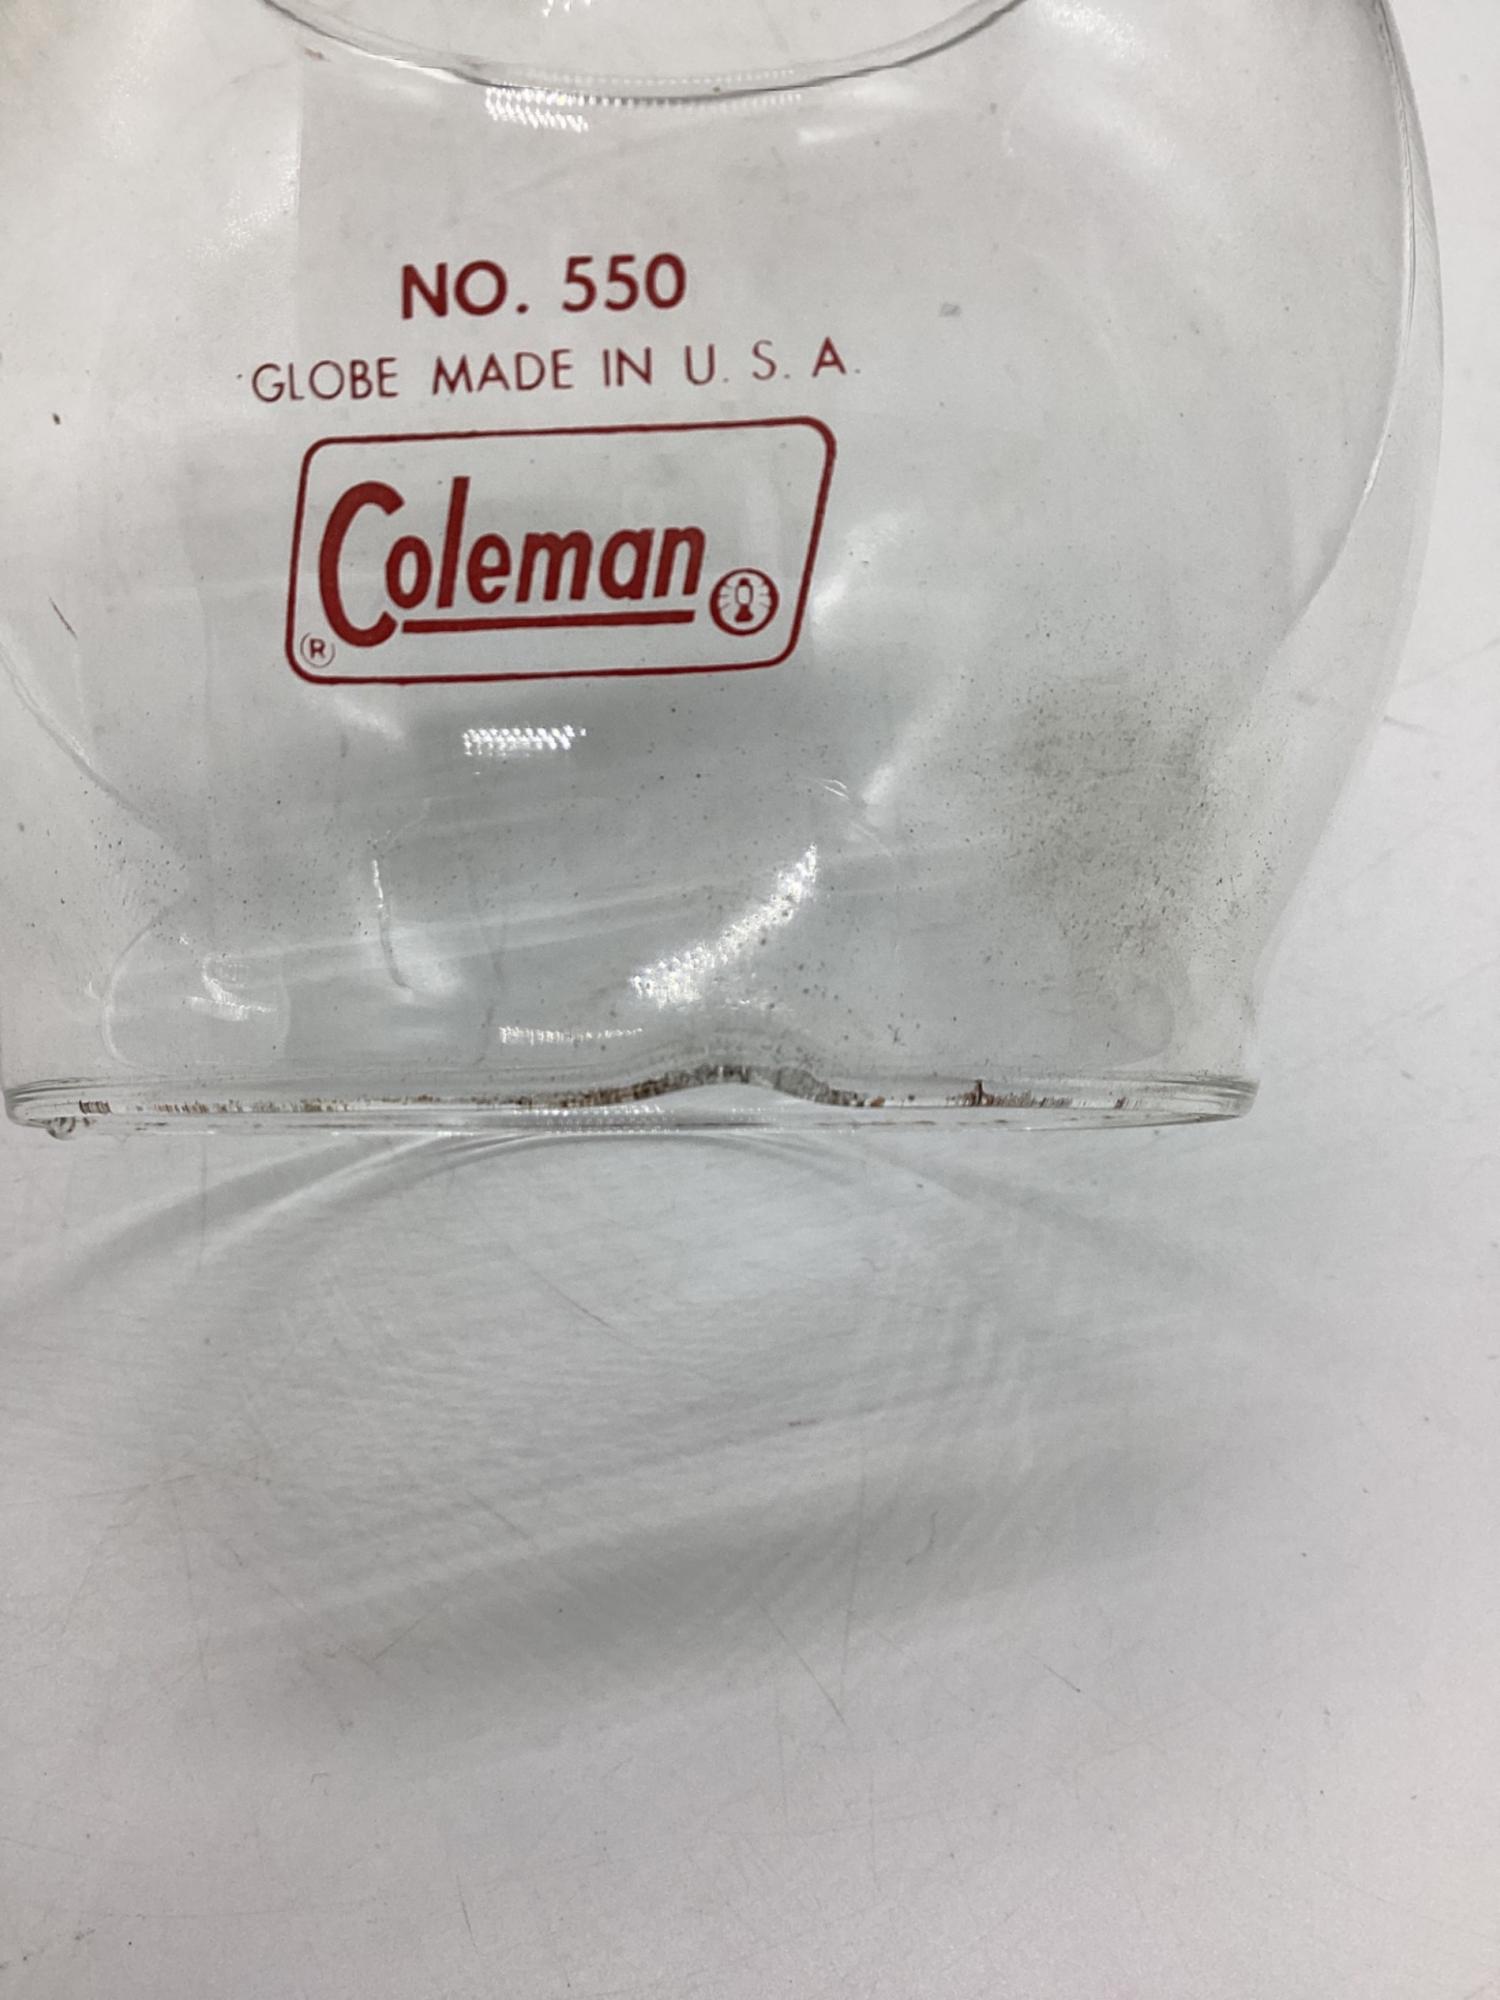 NO. 550
GLOBE MADE IN U. S. A.
Coleman
®